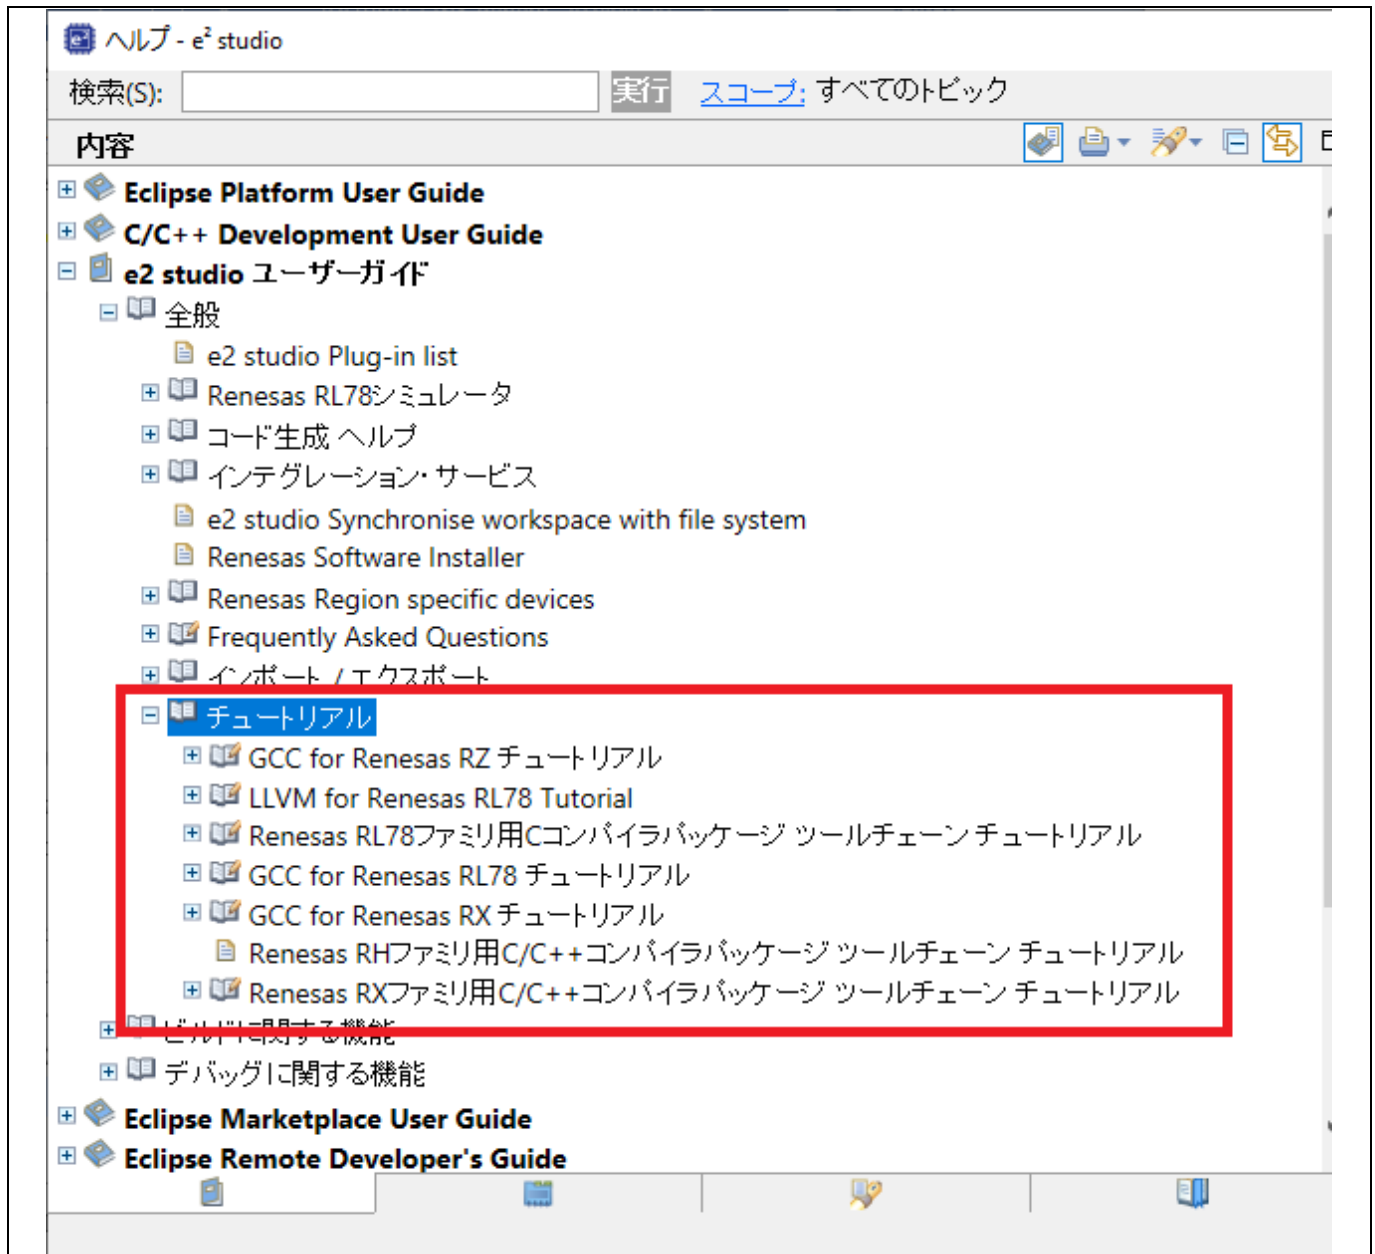 ヘルプ - e² studio
検索(S): 実行 スコープ: すべてのトピック
内容
Eclipse Platform User Guide
C/C++ Development User Guide
e2 studio ユーザーガイド
全般
e2 studio Plug-in list
Renesas RL78シミュレータ
コード生成 ヘルプ
インテグレーション・サービス
e2 studio Synchronise workspace with file system
Renesas Software Installer
Renesas Region specific devices
Frequently Asked Questions
インポート / エクスポート
チュートリアル
GCC for Renesas RZ チュートリアル
LLVM for Renesas RL78 Tutorial
Renesas RL78ファミリ用Cコンパイラパッケージ ツールチェーン チュートリアル
GCC for Renesas RL78 チュートリアル
GCC for Renesas RX チュートリアル
Renesas RHファミリ用C/C++コンパイラパッケージ ツールチェーン チュートリアル
Renesas RXファミリ用C/C++コンパイラパッケージ ツールチェーン チュートリアル
ビルドに関する機能
デバッグに関する機能
Eclipse Marketplace User Guide
Eclipse Remote Developer's Guide